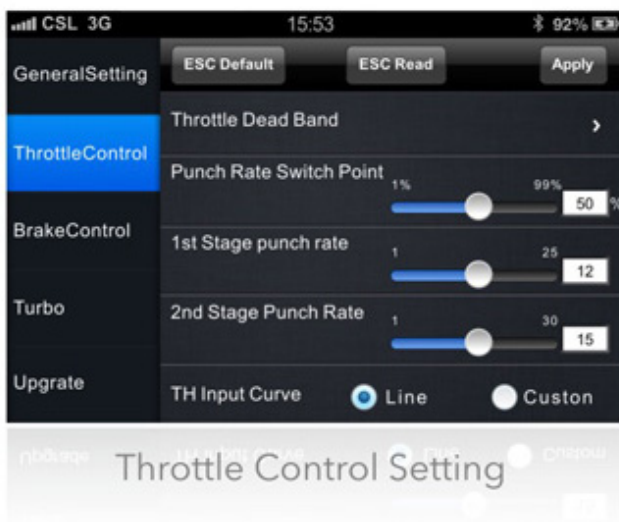 CSL 3G 15:53 92%
GeneralSetting
ThrottleControl
BrakeControl
Turbo
Upgrate
ESC Default ESC Read Apply
Throttle Dead Band
Punch Rate Switch Point
1% 99%
50 %
1st Stage punch rate
1 25
12
2nd Stage Punch Rate
1 30
15
TH Input Curve Line Custon
Throttle Control Setting